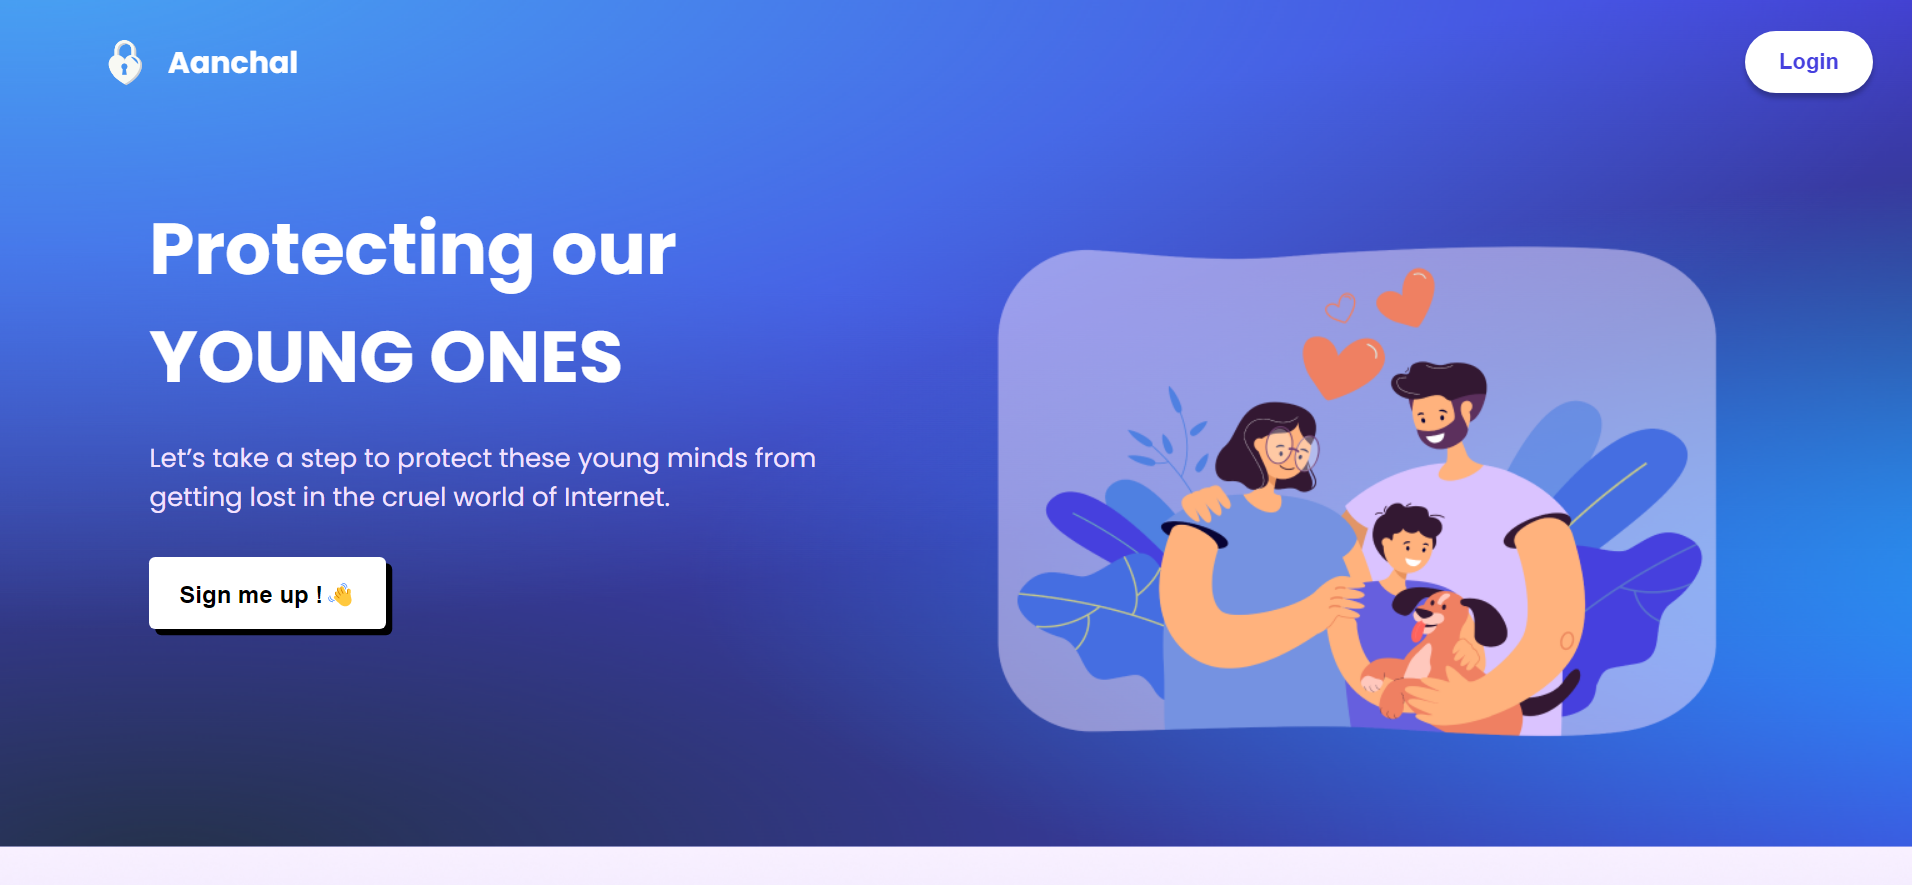 Aanchal
Login
Protecting our
YOUNG ONES
Let’s take a step to protect these young minds from
getting lost in the cruel world of Internet.
Sign me up ! 👋